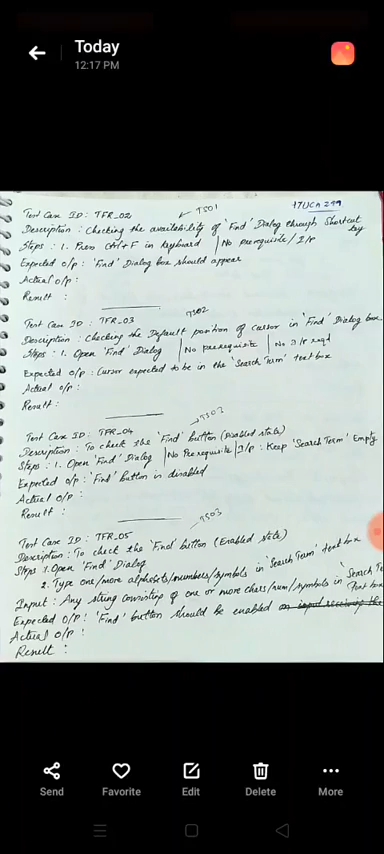 Today
12:17 PM
TS01
17UCA299
Test Case ID : TFR_02
Description : Checking the availability of 'Find' Dialog through Shortcut key
Steps : 1. Press Ctrl+F in keyboard | No prerequisite / I/P
Expected o/p : 'Find' Dialog box should appear
Actual o/p :
Result :
TS02
Test Case ID : TFR_03
Description : Checking the Default position of cursor in 'Find' Dialog box
Steps : 1. Open 'Find' Dialog | No prerequisite | No I/P reqd
Expected o/p : Cursor expected to be in the 'Search Term' text box
Actual o/p :
Result :
TS03
Test Case ID : TFR_04
Description : To check the 'Find' button (Disabled state)
Steps : 1. Open 'Find' Dialog | No Prerequisite | I/p : Keep 'Search Term' Empty
Expected o/p : 'Find' button is disabled
Actual o/p :
Result :
TS03
Test Case ID : TFR_05
Description : To check the 'Find' button (Enabled state)
Steps 1. Open 'Find' Dialog
2. Type one/more alphabets/numbers/symbols in 'Search Term' text box
Input : Any string consisting of one or more chars/num/symbols in 'Search T Text box
Expected o/p : 'Find' button should be enabled on input receiving the
Actual o/p :
Result :
Send
Favorite
Edit
Delete
More